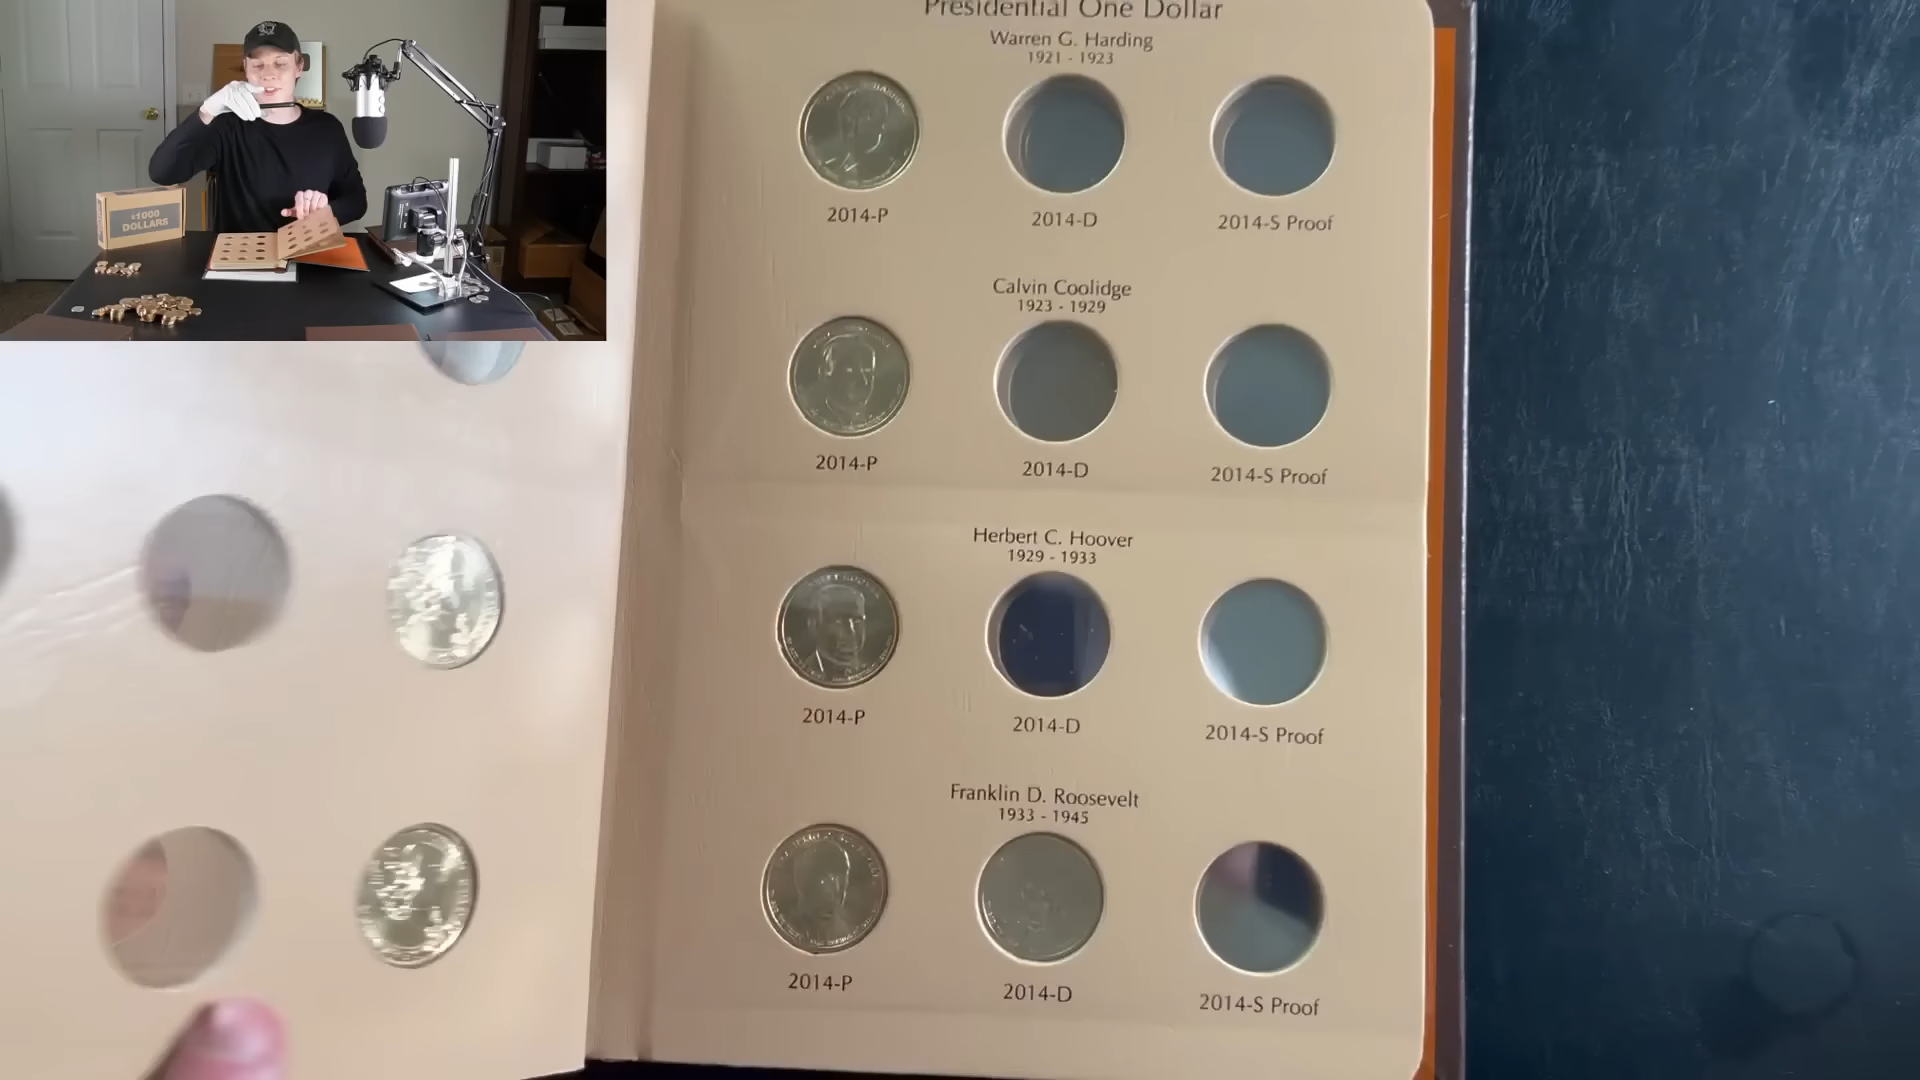 $1000
DOLLARS
Presidential One Dollar
Warren G. Harding
1921 - 1923
2014-P
2014-D
2014-S Proof
Calvin Coolidge
1923 - 1929
2014-P
2014-D
2014-S Proof
Herbert C. Hoover
1929 - 1933
2014-P
2014-D
2014-S Proof
Franklin D. Roosevelt
1933 - 1945
2014-P
2014-D
2014-S Proof